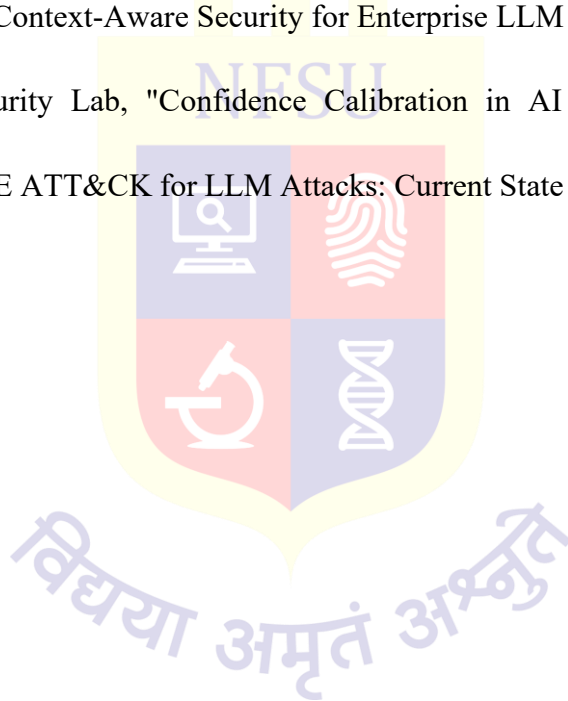 Context-Aware Security for Enterprise LLM
NFSU
urity Lab, "Confidence Calibration in AI
E ATT&CK for LLM Attacks: Current State
विद्यया अमृतं अश्नुते